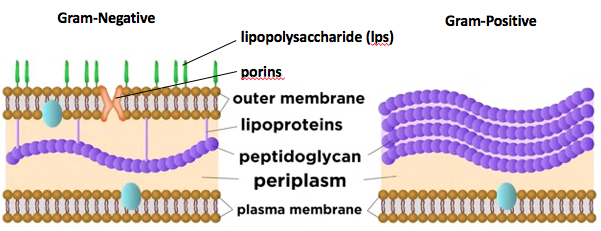 Gram-Negative
Gram-Positive
lipopolysaccharide (lps)
porins
outer membrane
lipoproteins
peptidoglycan
periplasm
plasma membrane